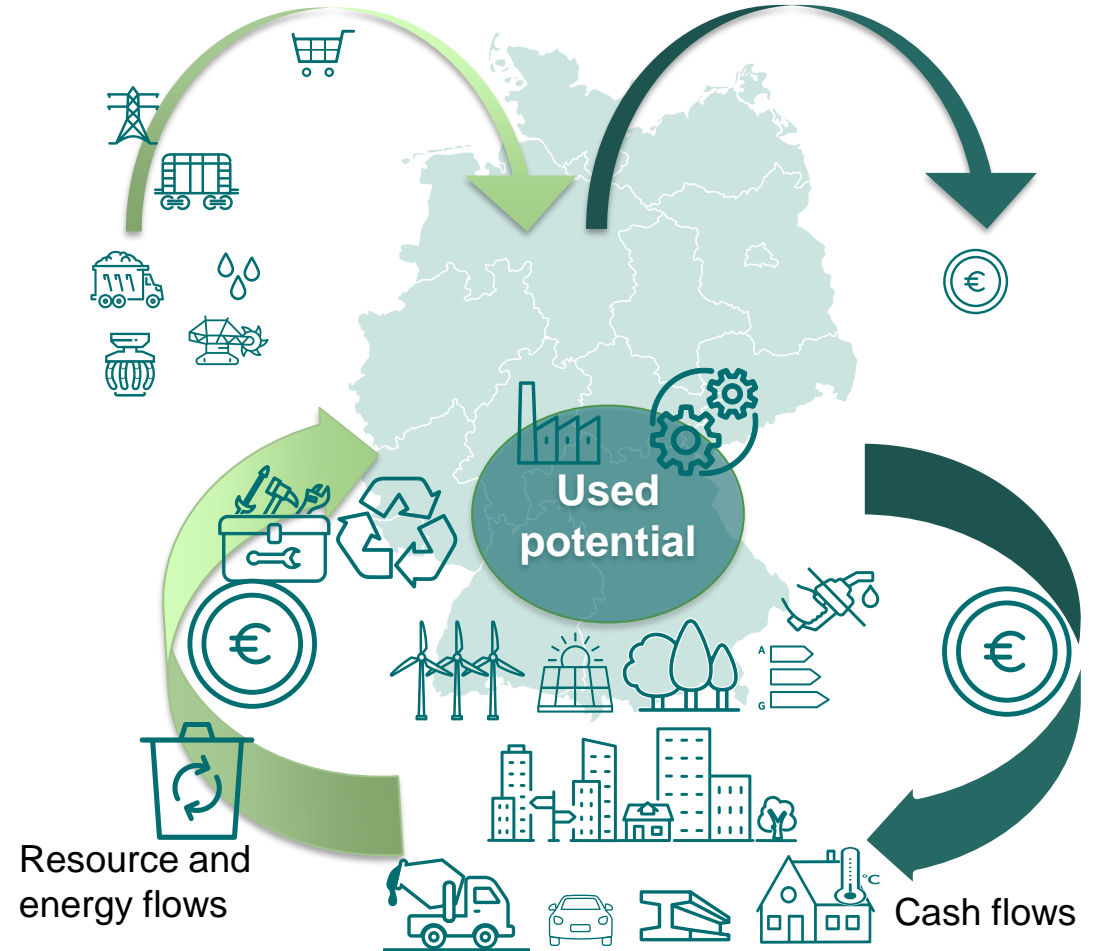 €
Used
potential
€
€
A
G
°C
Resource and
energy flows
Cash flows